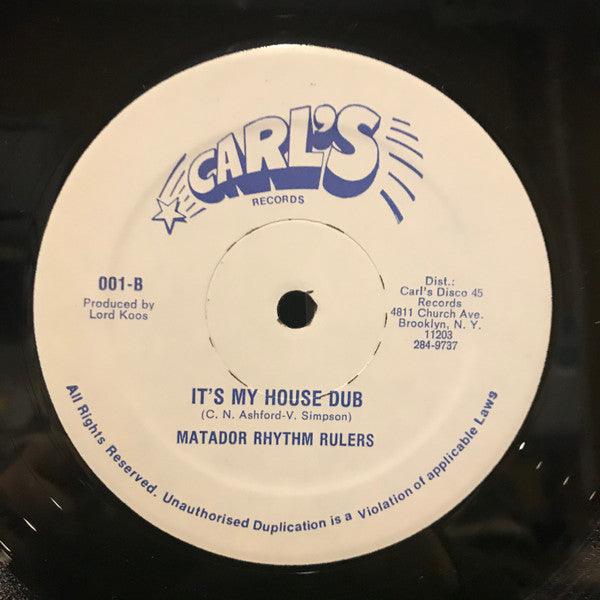 CARL'S
RECORDS
001-B
Produced by
Lord Koos
Dist.:
Carl's Disco 45
Records
4811 Church Ave.
Brooklyn, N. Y.
11203
284-9737
IT'S MY HOUSE DUB
(C. N. Ashford-V. Simpson)
MATADOR RHYTHM RULERS
All Rights Reserved. Unauthorised Duplication is a Violation of applicable Laws